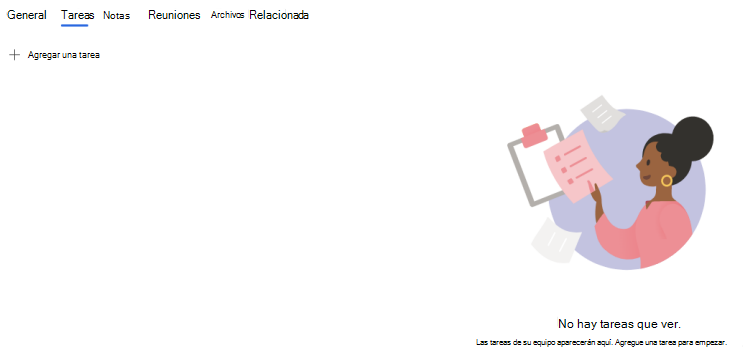 General Tareas Notas Reuniones Archivos Relacionada
Agregar una tarea
No hay tareas que ver.
Las tareas de su equipo aparecerán aquí. Agregue una tarea para empezar.